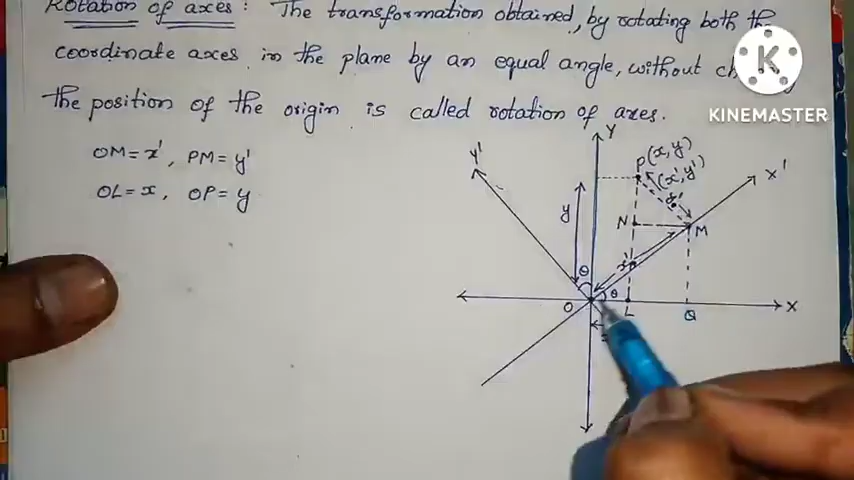 Rotation of axes: The transformation obtained, by rotating both the
coordinate axes in the plane by an equal angle, without
the position of the origin is called rotation of axes.
KINEMASTER
OM = x', PM = y'
OL = x, OP = y
Y
Y'
P(x,y)
(x',y')
X'
y'
y
N
M
x'
θ
θ
O
L
Q
X